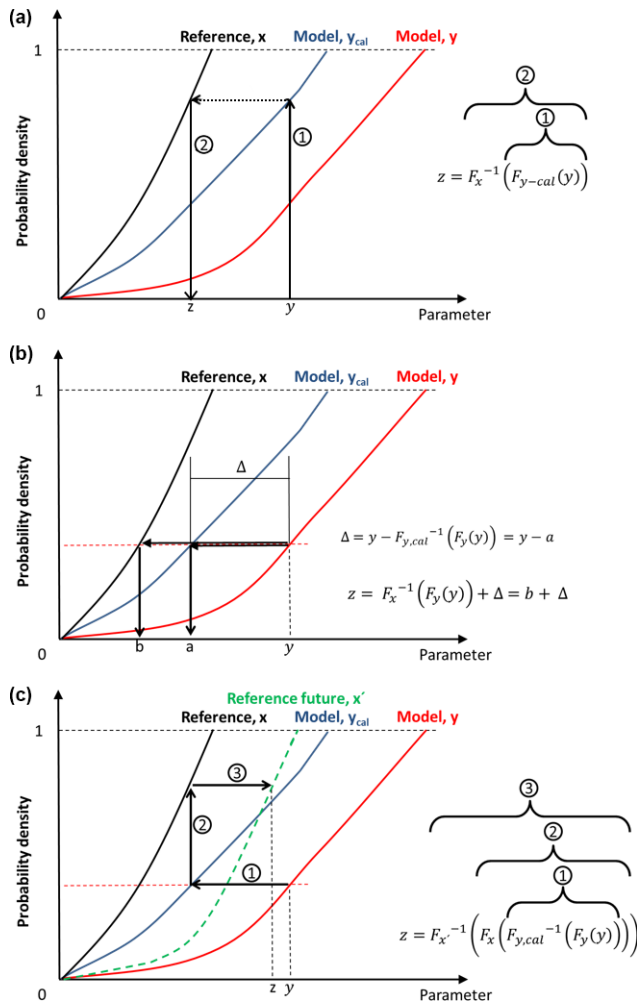 (a)
Reference, x Model, ycal Model, y
1
Probability density
② ①
0 z y Parameter
②
①
z = Fx⁻¹(Fy−cal(y))
(b)
Reference, x Model, ycal Model, y
1
Probability density
Δ
0 b a y Parameter
Δ = y − Fy,cal⁻¹(Fy(y)) = y − a
z = Fx⁻¹(Fy(y)) + Δ = b + Δ
(c)
Reference future, x´
Reference, x Model, ycal Model, y
1
Probability density
③
②
①
0 z y Parameter
③
②
①
z = Fx´⁻¹(Fx(Fy,cal⁻¹(Fy(y))))